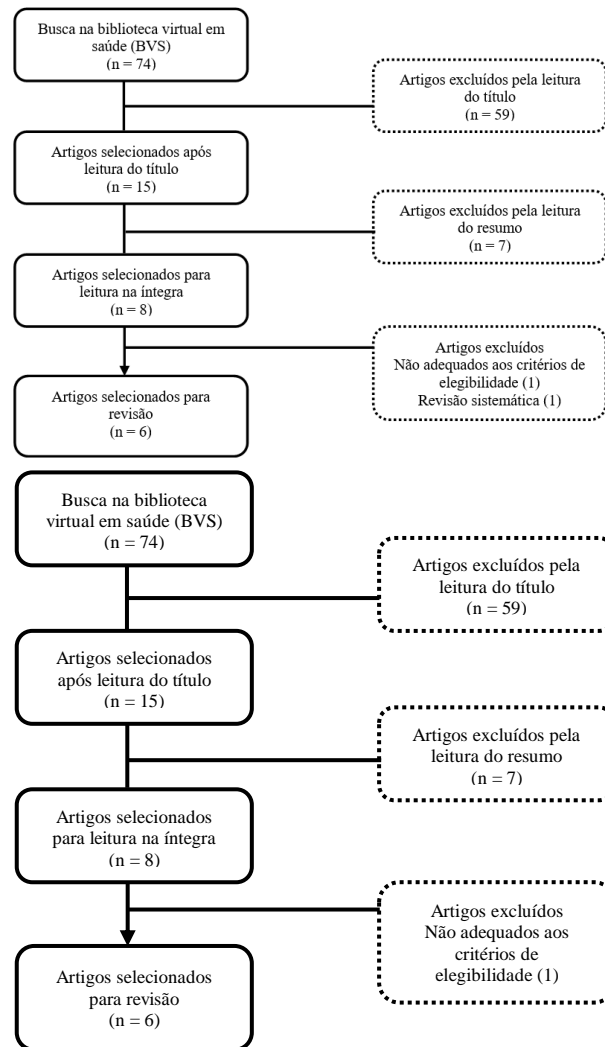 Busca na biblioteca virtual em
saúde (BVS)
(n = 74)
Artigos excluídos pela leitura
do título
(n = 59)
Artigos selecionados após
leitura do título
(n = 15)
Artigos excluídos pela leitura
do resumo
(n = 7)
Artigos selecionados para
leitura na íntegra
(n = 8)
Artigos excluídos
Não adequados aos critérios de
elegibilidade (1)
Revisão sistemática (1)
Artigos selecionados para
revisão
(n = 6)
Busca na biblioteca
virtual em saúde (BVS)
(n = 74)
Artigos excluídos pela
leitura do título
(n = 59)
Artigos selecionados
após leitura do título
(n = 15)
Artigos excluídos pela
leitura do resumo
(n = 7)
Artigos selecionados
para leitura na íntegra
(n = 8)
Artigos excluídos
Não adequados aos
critérios de
elegibilidade (1)
Artigos selecionados
para revisão
(n = 6)